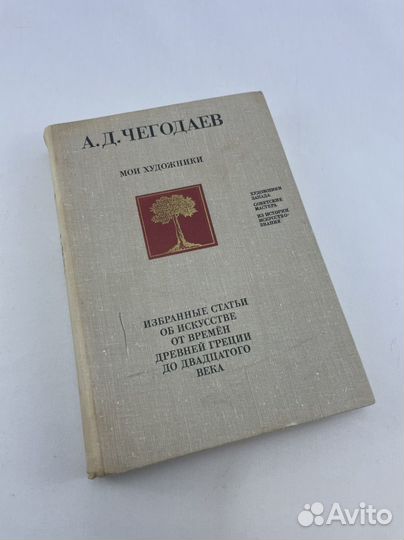 А. Д. ЧЕГОДАЕВ
МОИ ХУДОЖНИКИ
ХУДОЖНИКИ
ЗАПАДА
СОВЕТСКИЕ
МАСТЕРА
ИЗ ИСТОРИИ
ИСКУССТВО-
ЗНАНИЯ
ИЗБРАННЫЕ СТАТЬИ
ОБ ИСКУССТВЕ
ОТ ВРЕМЁН
ДРЕВНЕЙ ГРЕЦИИ
ДО ДВАДЦАТОГО
ВЕКА
Avito